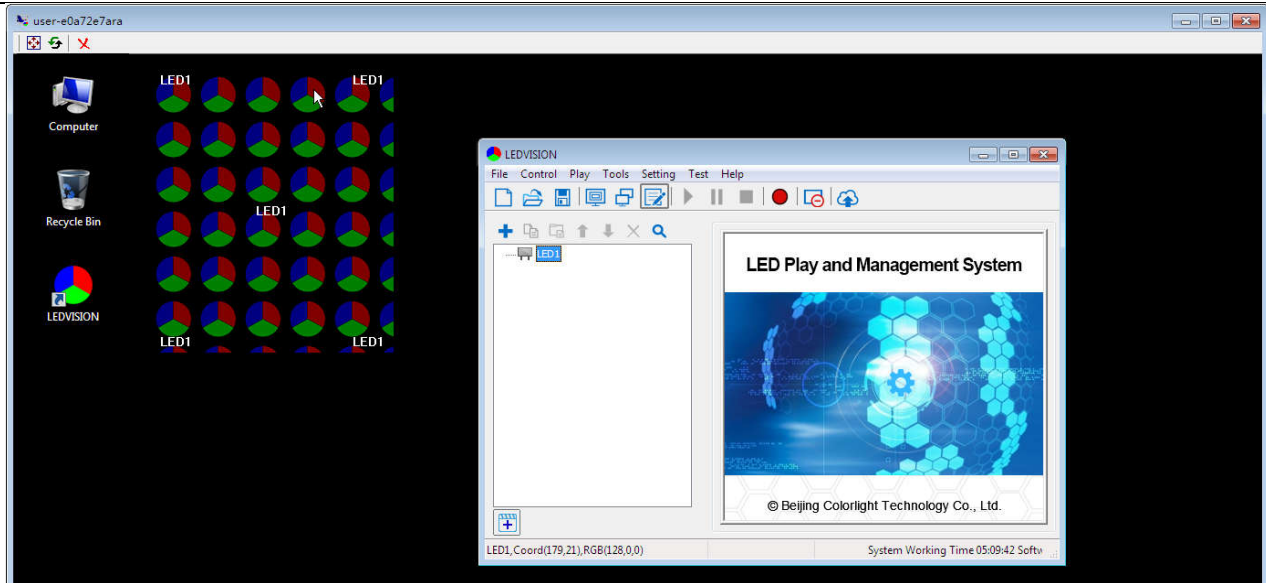 user-e0a72e7ara
LED1 LED1
Computer
Recycle Bin
LED1
LEDVISION
LED1 LED1
LEDVISION
File Control Play Tools Setting Test Help
LED1
LED Play and Management System
© Beijing Colorlight Technology Co., Ltd.
LED1,Coord(179,21),RGB(128,0,0)
System Working Time 05:09:42 Softw